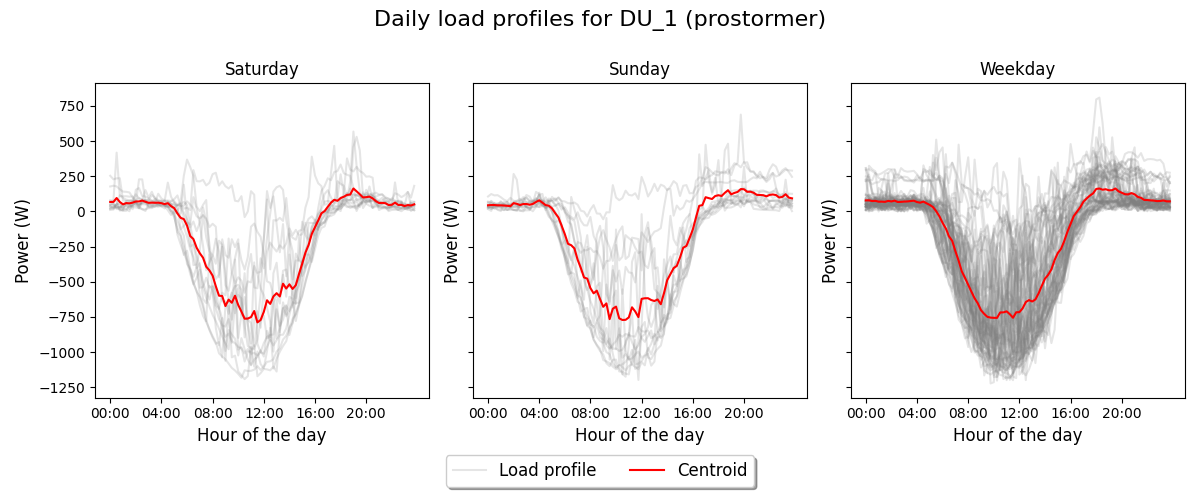 Daily load profiles for DU_1 (prostormer)
Saturday
Sunday
Weekday
Power (W)
750
500
250
0
−250
−500
−750
−1000
−1250
Power (W)
Power (W)
00:00 04:00 08:00 12:00 16:00 20:00
00:00 04:00 08:00 12:00 16:00 20:00
00:00 04:00 08:00 12:00 16:00 20:00
Hour of the day
Hour of the day
Hour of the day
Load profile
Centroid